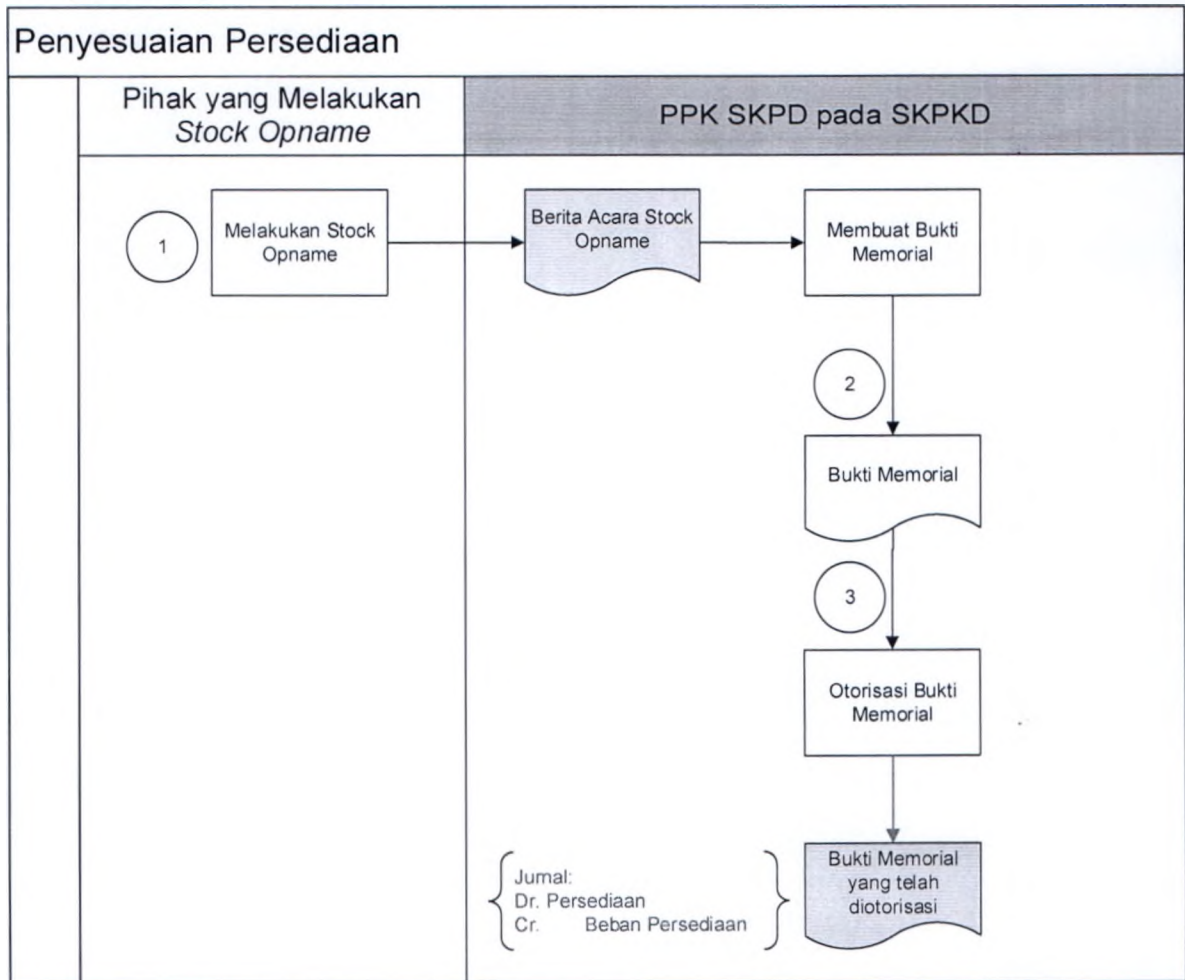 Penyesuaian Persediaan
Pihak yang Melakukan
Stock Opname
PPK SKPD pada SKPKD
1
Melakukan Stock
Opname
Berita Acara Stock
Opname
Membuat Bukti
Memorial
2
Bukti Memorial
3
Otorisasi Bukti
Memorial
Jurnal:
Dr. Persediaan
Cr. Beban Persediaan
Bukti Memorial
yang telah
diotorisasi